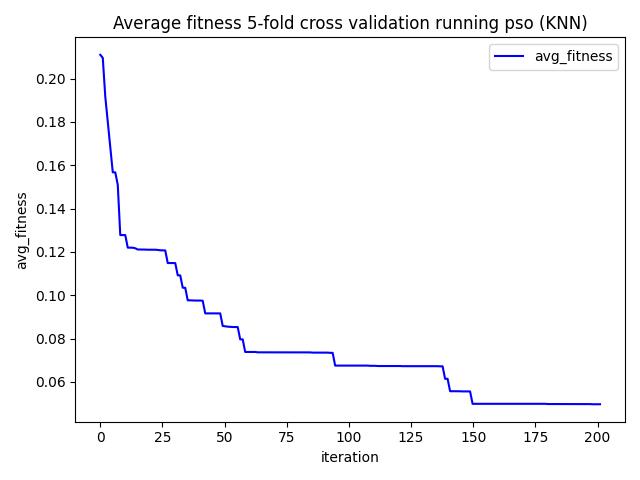 Average fitness 5-fold cross validation running pso (KNN)
avg_fitness
0.20
0.18
0.16
0.14
0.12
0.10
0.08
0.06
avg_fitness
0 25 50 75 100 125 150 175 200
iteration